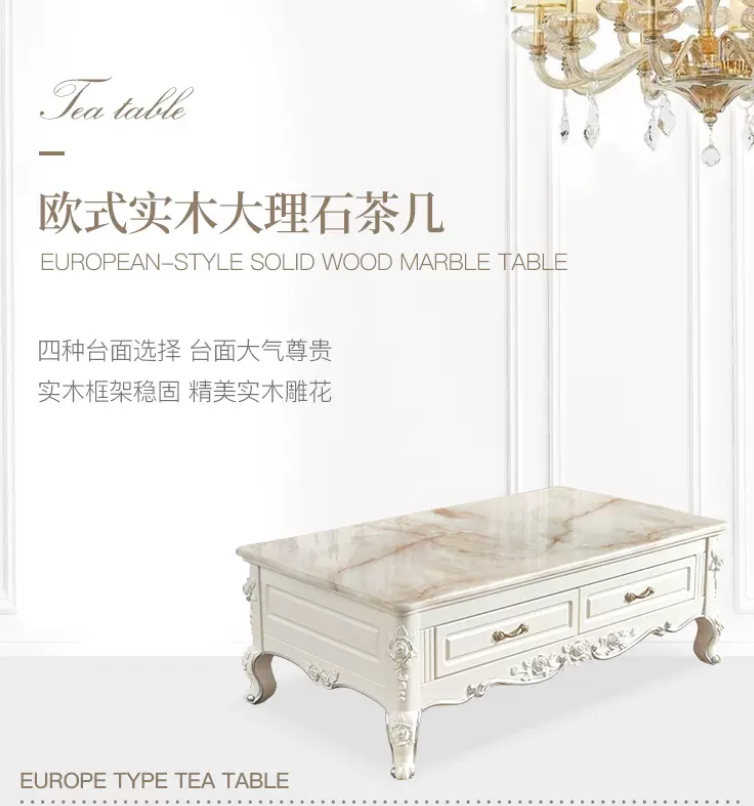 Tea table
欧式实木大理石茶几
EUROPEAN-STYLE SOLID WOOD MARBLE TABLE
四种台面选择 台面大气尊贵
实木框架稳固 精美实木雕花
EUROPE TYPE TEA TABLE